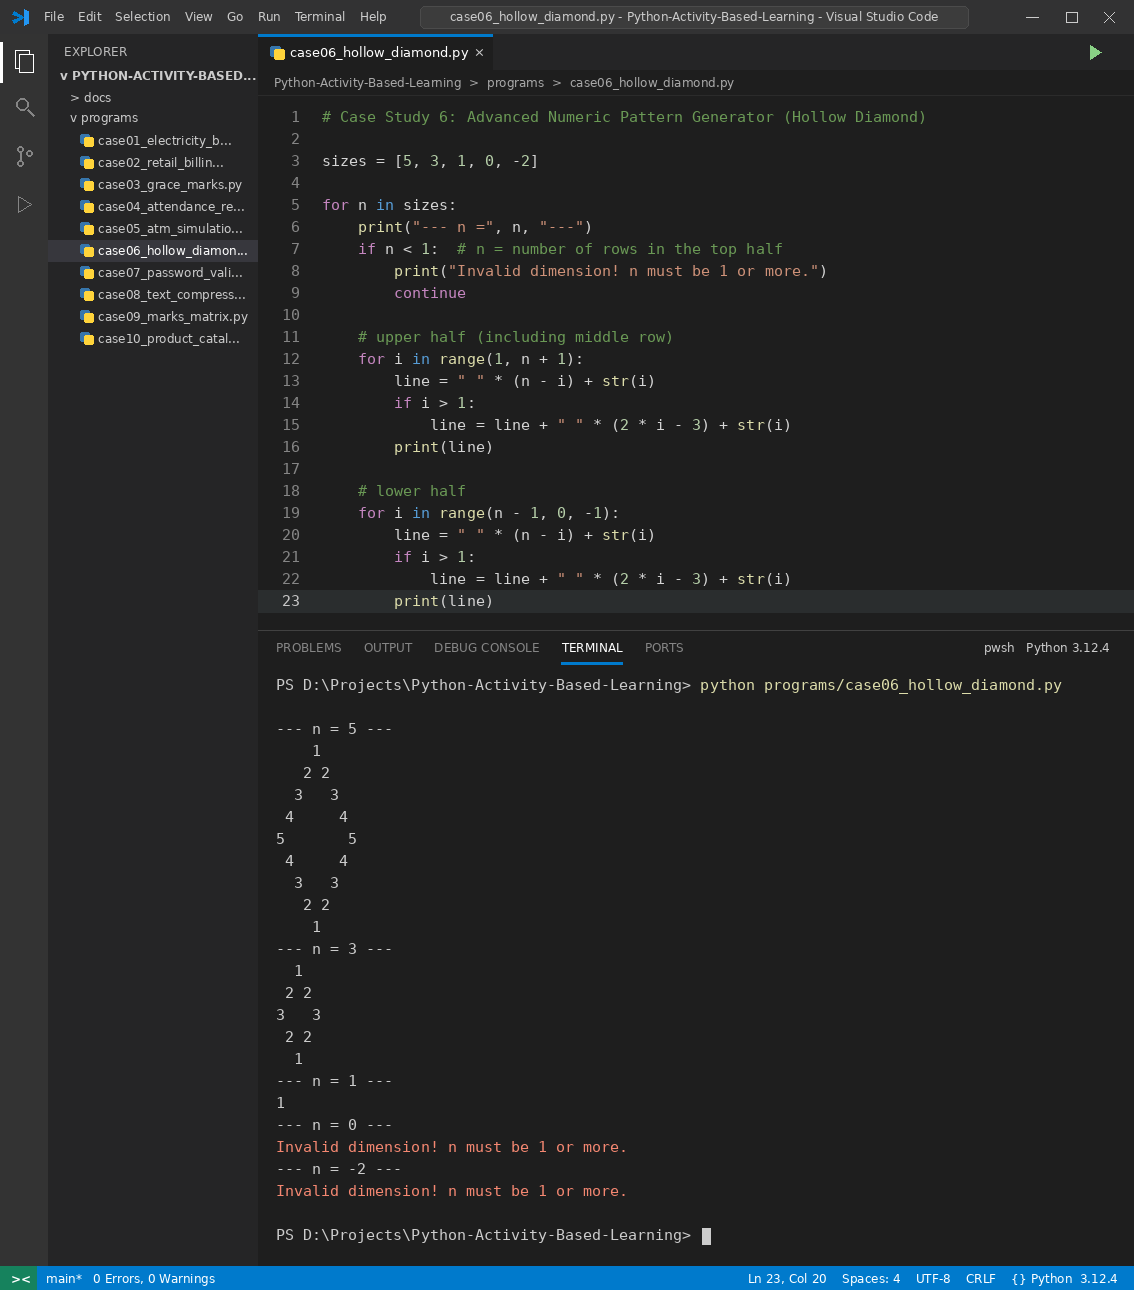 File Edit Selection View Go Run Terminal Help case06_hollow_diamond.py - Python-Activity-Based-Learning - Visual Studio Code
EXPLORER
v PYTHON-ACTIVITY-BASED...
> docs
v programs
case01_electricity_b...
case02_retail_billin...
case03_grace_marks.py
case04_attendance_re...
case05_atm_simulatio...
case06_hollow_diamon...
case07_password_vali...
case08_text_compress...
case09_marks_matrix.py
case10_product_catal...
case06_hollow_diamond.py ×
Python-Activity-Based-Learning > programs > case06_hollow_diamond.py
1 # Case Study 6: Advanced Numeric Pattern Generator (Hollow Diamond)
2
3 sizes = [5, 3, 1, 0, -2]
4
5 for n in sizes:
6     print("--- n =", n, "---")
7     if n < 1:  # n = number of rows in the top half
8         print("Invalid dimension! n must be 1 or more.")
9         continue
10
11     # upper half (including middle row)
12     for i in range(1, n + 1):
13         line = " " * (n - i) + str(i)
14         if i > 1:
15             line = line + " " * (2 * i - 3) + str(i)
16         print(line)
17
18     # lower half
19     for i in range(n - 1, 0, -1):
20         line = " " * (n - i) + str(i)
21         if i > 1:
22             line = line + " " * (2 * i - 3) + str(i)
23         print(line)
PROBLEMS OUTPUT DEBUG CONSOLE TERMINAL PORTS pwsh Python 3.12.4
PS D:\Projects\Python-Activity-Based-Learning> python programs/case06_hollow_diamond.py
--- n = 5 ---
    1
   2 2
  3   3
 4     4
5       5
 4     4
  3   3
   2 2
    1
--- n = 3 ---
  1
 2 2
3   3
 2 2
  1
--- n = 1 ---
1
--- n = 0 ---
Invalid dimension! n must be 1 or more.
--- n = -2 ---
Invalid dimension! n must be 1 or more.
PS D:\Projects\Python-Activity-Based-Learning>
>< main* 0 Errors, 0 Warnings Ln 23, Col 20 Spaces: 4 UTF-8 CRLF {} Python 3.12.4